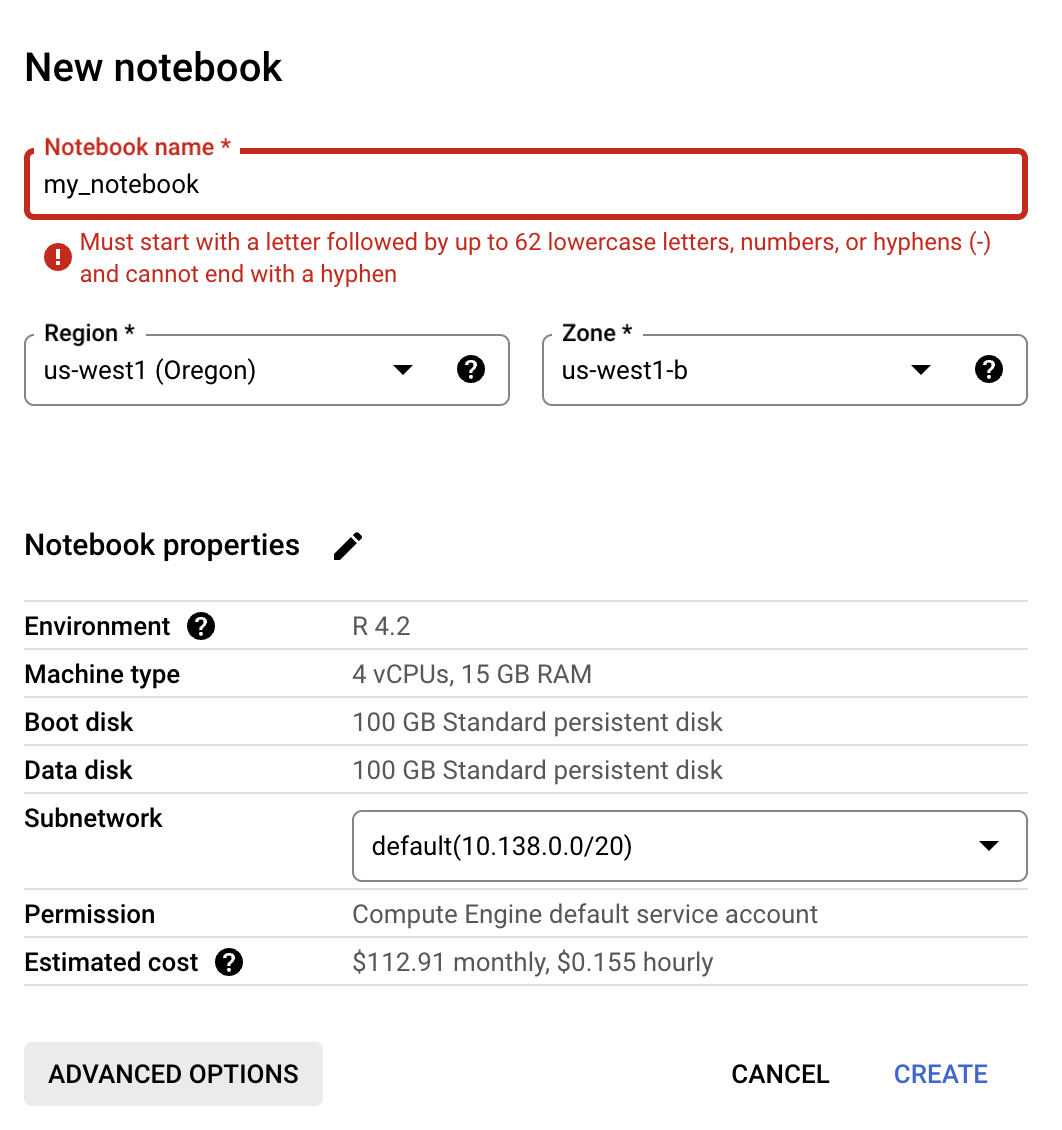 New notebook
Notebook name *
my_notebook
Must start with a letter followed by up to 62 lowercase letters, numbers, or hyphens (-)
and cannot end with a hyphen
Region *
us-west1 (Oregon)
Zone *
us-west1-b
Notebook properties
Environment R 4.2
Machine type 4 vCPUs, 15 GB RAM
Boot disk 100 GB Standard persistent disk
Data disk 100 GB Standard persistent disk
Subnetwork
default(10.138.0.0/20)
Permission Compute Engine default service account
Estimated cost $112.91 monthly, $0.155 hourly
ADVANCED OPTIONS CANCEL CREATE